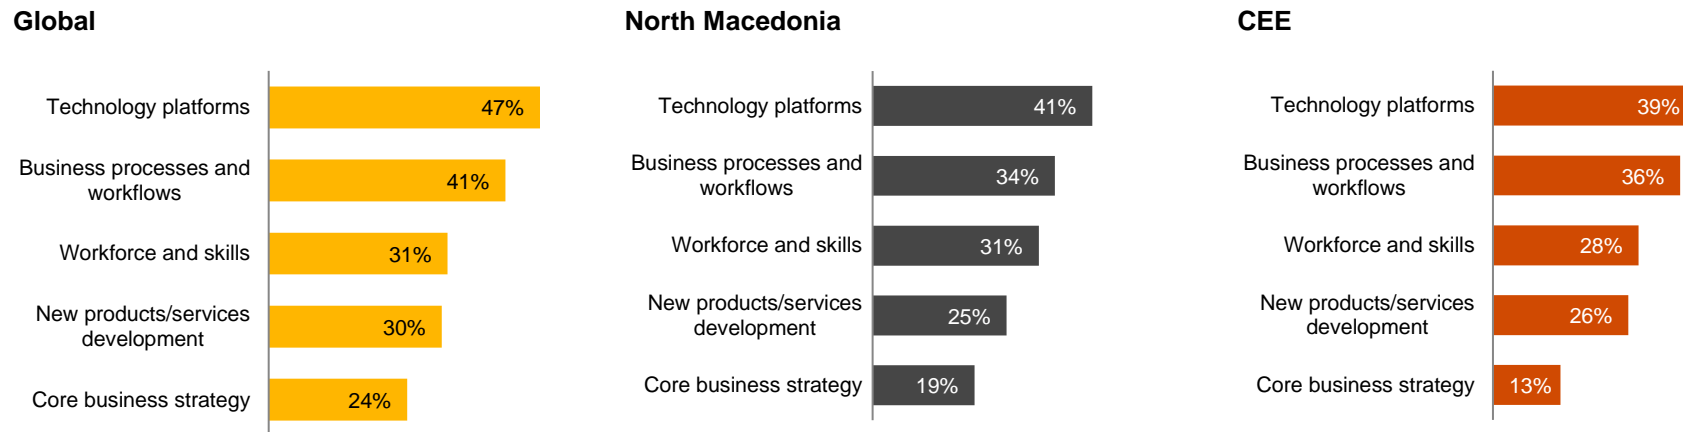 Global
Technology platforms
47%
Business processes and
workflows
41%
Workforce and skills
31%
New products/services
development
30%
Core business strategy
24%
North Macedonia
Technology platforms
41%
Business processes and
workflows
34%
Workforce and skills
31%
New products/services
development
25%
Core business strategy
19%
CEE
Technology platforms
39%
Business processes and
workflows
36%
Workforce and skills
28%
New products/services
development
26%
Core business strategy
13%